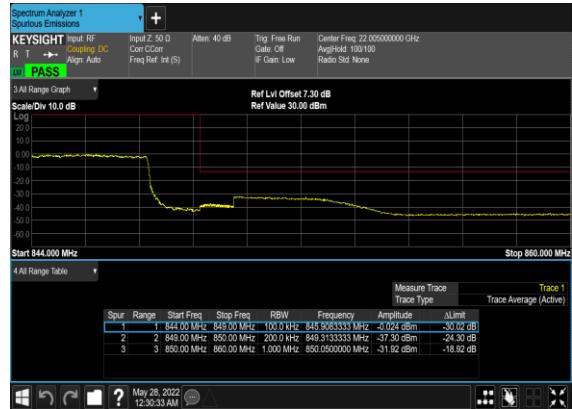 Spectrum Analyzer 1
Spurious Emissions
+
KEYSIGHT Input: RF Input Z: 50 Ω Atten: 40 dB Trig: Free Run Center Freq: 22.005000000 GHz
R T Coupling: DC Corr CCorr Gate: Off Avg|Hold: 100/100
Align: Auto Freq Ref: Int (S) IF Gain: Low Radio Std: None
PASS
3 All Range Graph
Ref Lvl Offset 7.30 dB
Scale/Div 10.0 dB Ref Value 30.00 dBm
Log
20.0
10.0
0.00
-10.0
-20.0
-30.0
-40.0
-50.0
-60.0
Start 844.000 MHz Stop 860.000 MHz
4 All Range Table
Measure Trace Trace 1
Trace Type Trace Average (Active)
Spur Range Start Freq Stop Freq RBW Frequency Amplitude ΔLimit
1 1 844.00 MHz 849.00 MHz 100.0 kHz 845.9083333 MHz -0.024 dBm -30.02 dB
2 2 849.00 MHz 850.00 MHz 200.0 kHz 849.3133333 MHz -37.30 dBm -24.30 dB
3 3 850.00 MHz 860.00 MHz 1.000 MHz 850.0500000 MHz -31.92 dBm -18.92 dB
? May 28, 2022
12:30:33 AM